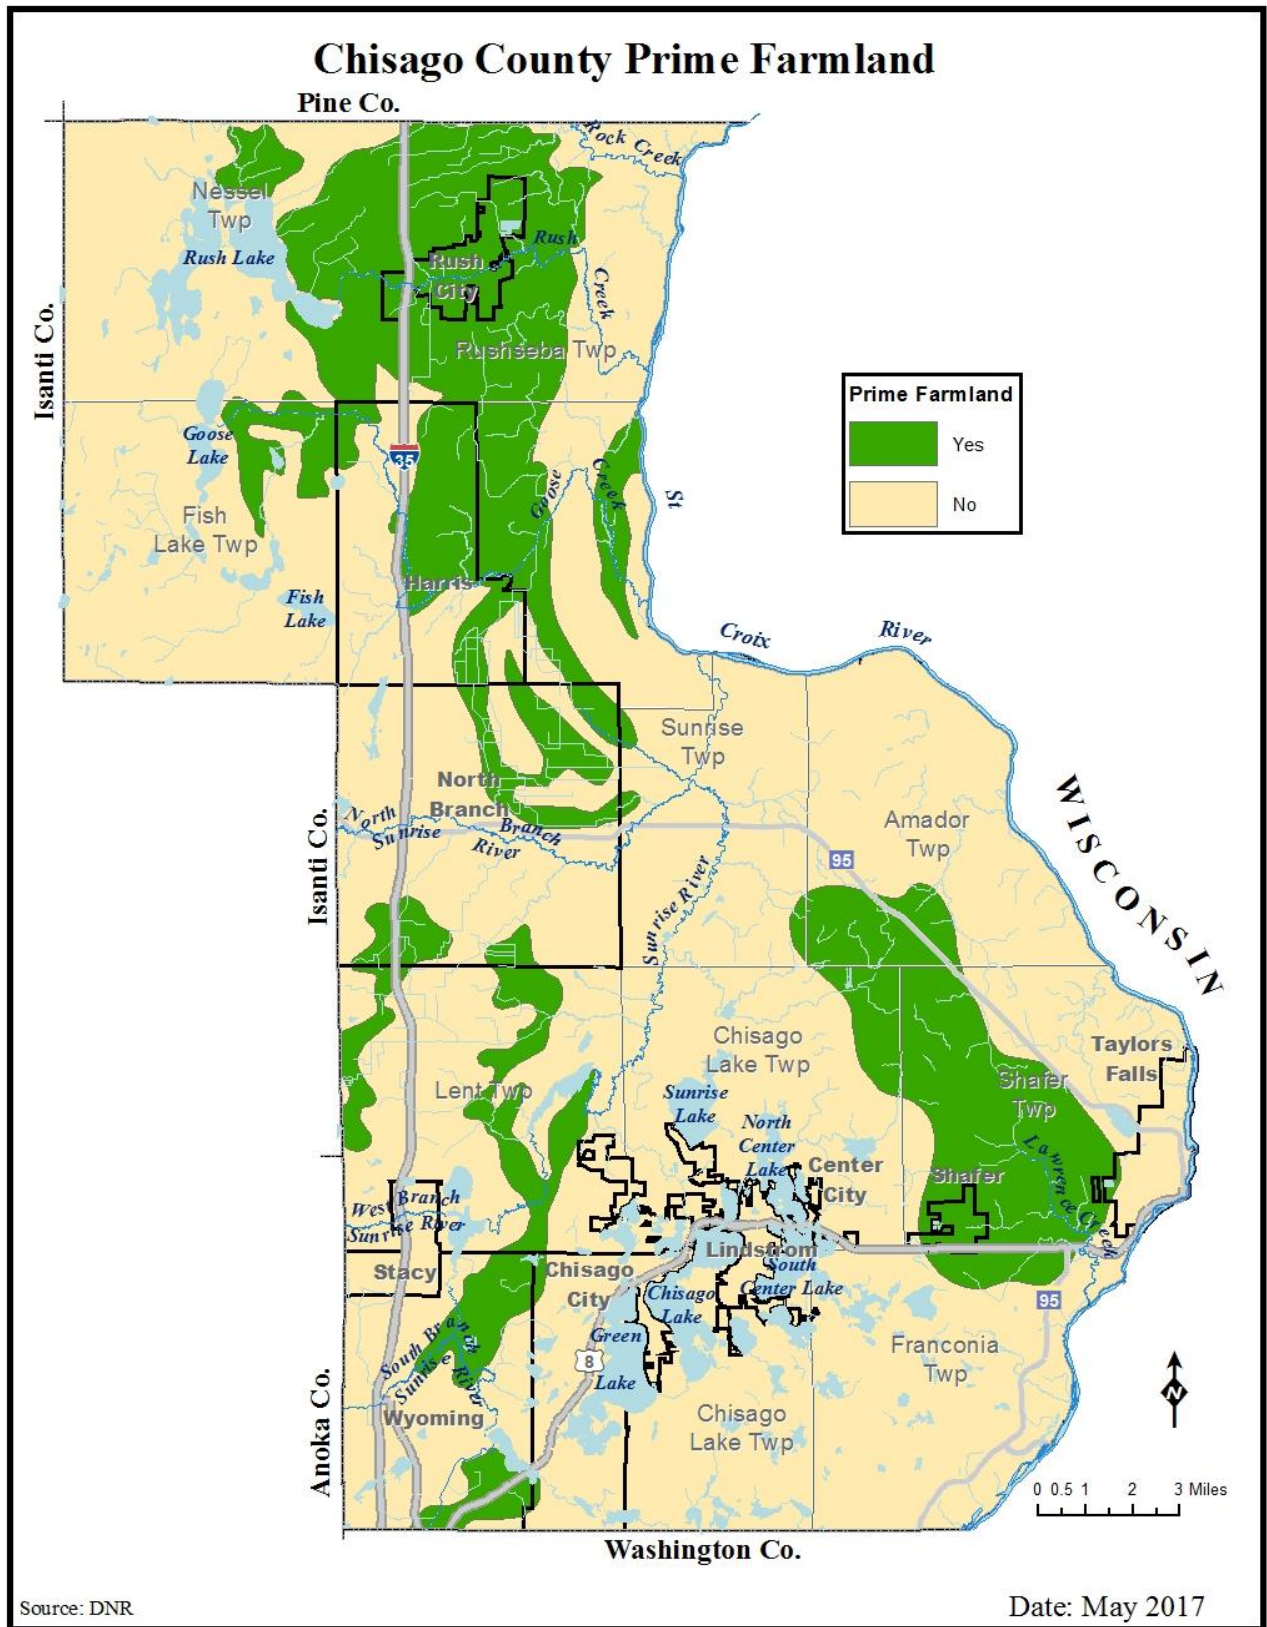 Chisago County Prime Farmland
Pine Co.
Rock Creek
Nessel
Twp
Rush Lake
Rush
Creek
Rush
City
Isanti Co.
Rushseba Twp
Prime Farmland
Yes
No
Goose
Lake
35
Goose
Creek
St
Croix
River
Fish
Lake Twp
Harris
Fish
Lake
Sunrise
Twp
North
Branch
WISCONSIN
Isanti Co.
North
Branch
Sunrise
River
Amador
Twp
95
Sunrise River
Chisago
Lake Twp
Taylors
Falls
Lent Twp
Shafer
Twp
Sunrise
Lake
North
Center
Lake
Center
City
Lawrence Creek
Shafer
West Branch
Sunrise River
Lindstrom
Stacy
Chisago
City
South
Center Lake
Chisago
Lake
95
South Branch
Sunrise River
Green
Lake
8
Franconia
Twp
N
Anoka Co.
Wyoming
Chisago
Lake Twp
0 0.5 1 2 3 Miles
Washington Co.
Source: DNR
Date: May 2017